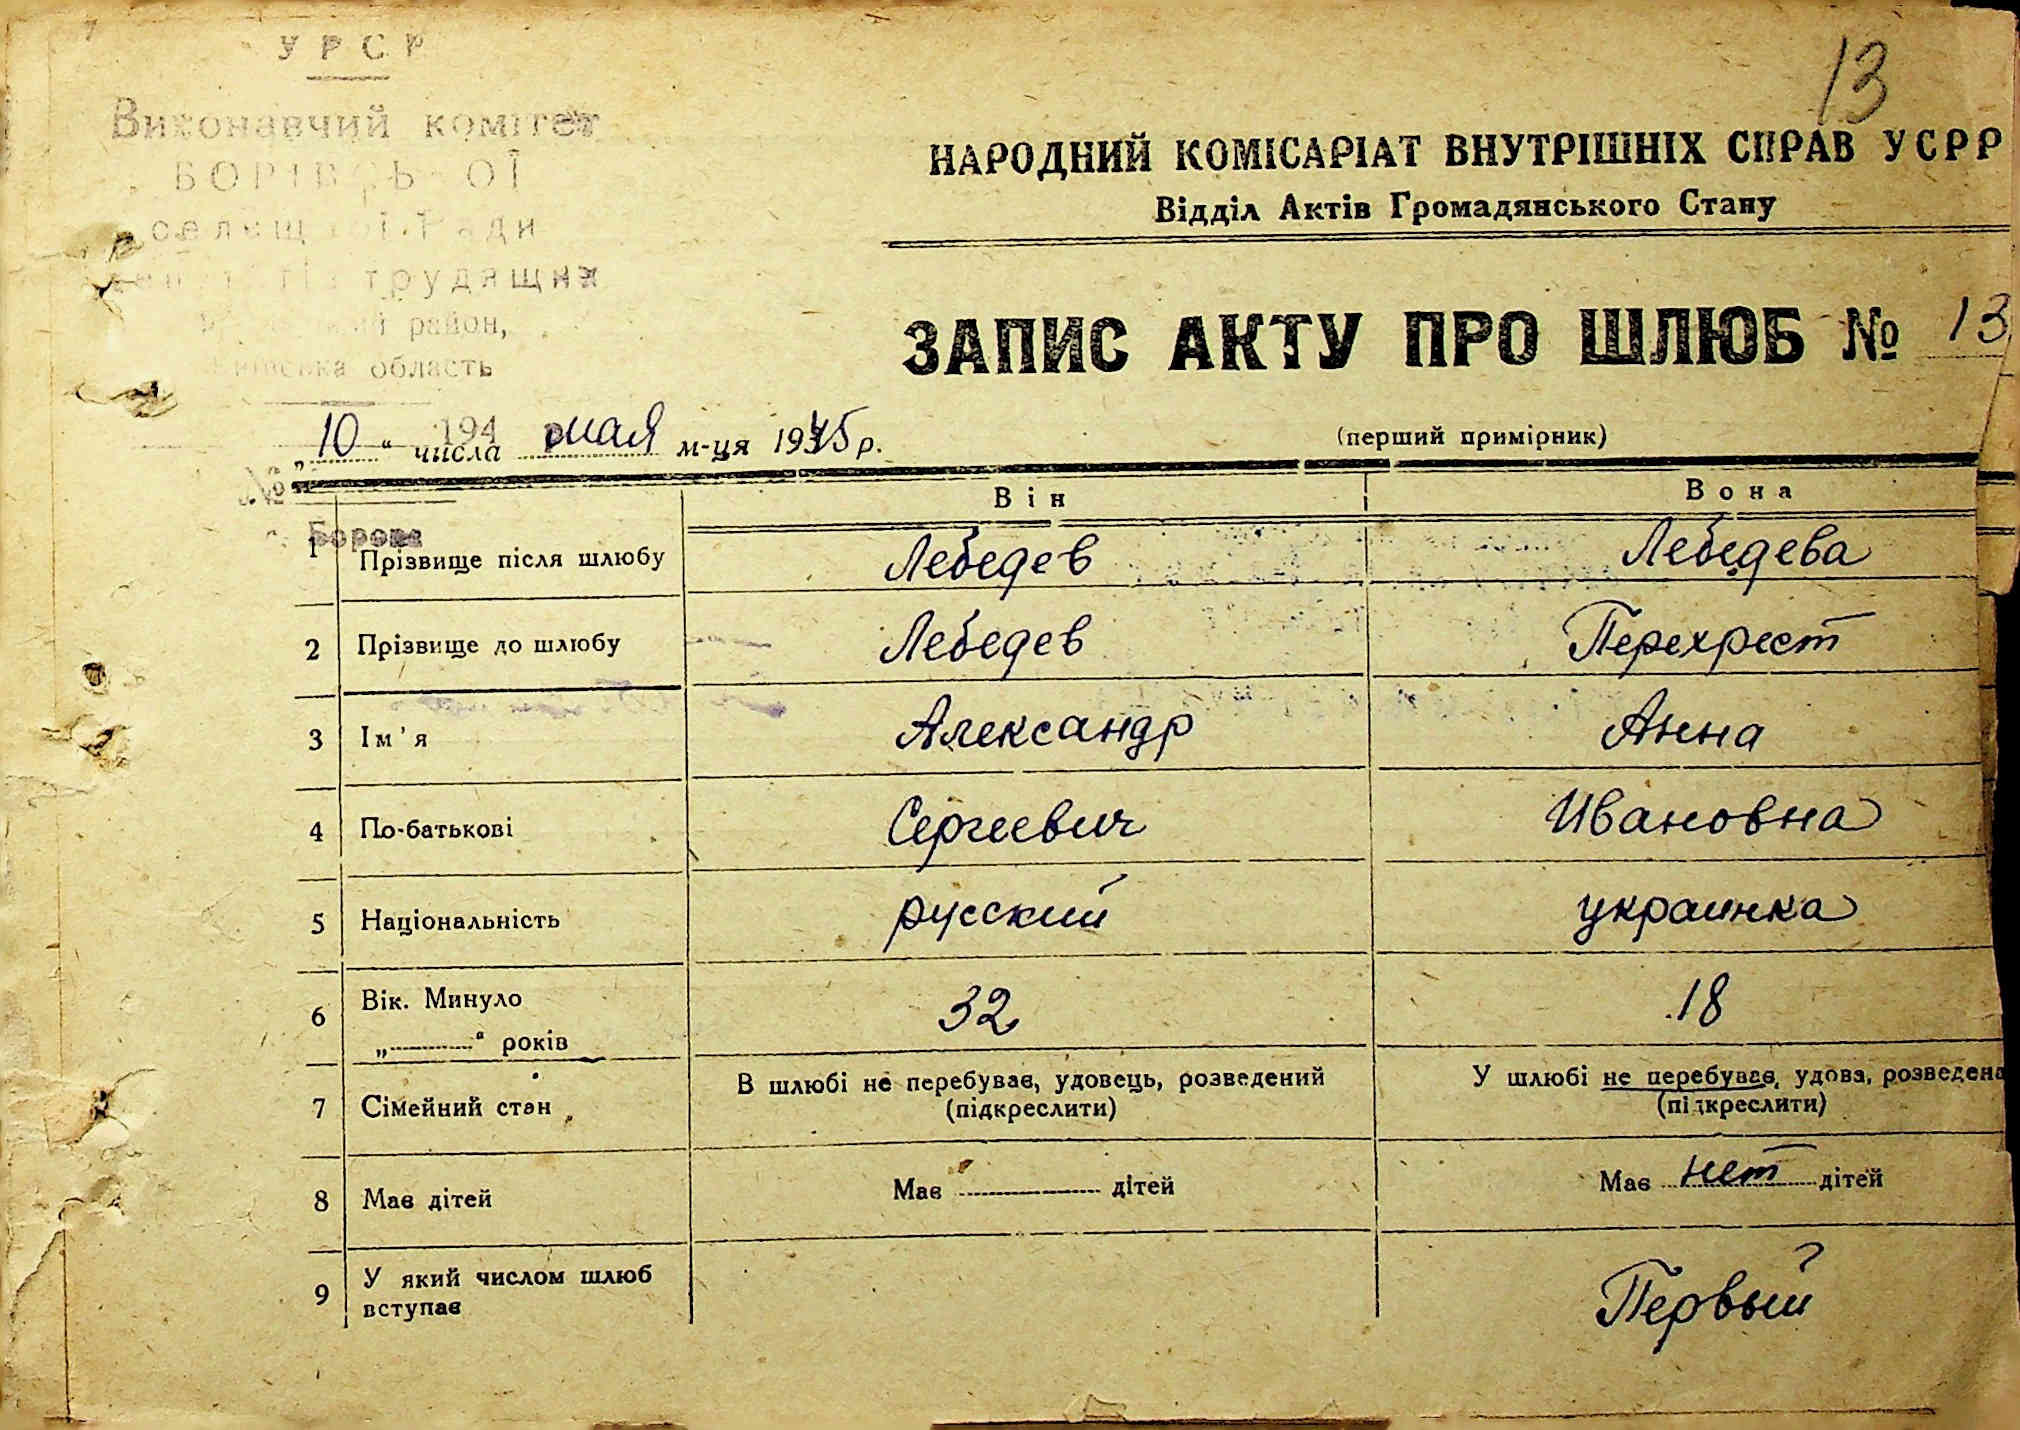 УРСР
Виконавчий комітет
БОРІВСЬКОЇ
селищної Ради
трудящих
район,
область
194
№
с. Борова
13
НАРОДНИЙ КОМІСАРІАТ ВНУТРІШНІХ СПРАВ УСРР
Відділ Актів Громадянського Стану
ЗАПИС АКТУ ПРО ШЛЮБ № 13
„10“ числа мая м-ця 1945 р.
(перший примірник)
Він Вона
1 Прізвище після шлюбу Лебедев Лебедева
2 Прізвище до шлюбу Лебедев Перехрест
3 Ім'я Александр Анна
4 По-батькові Сергеевич Ивановна
5 Національність русский украинка
6 Вік. Минуло
„------“ років 32 18
7 Сімейний стан В шлюбі не перебував, удовець, розведений У шлюбі не перебував, удова, розведена
(підкреслити) (підкреслити)
8 Має дітей Має ------ дітей Має нет дітей
9 У який числом шлюб
вступає Первый